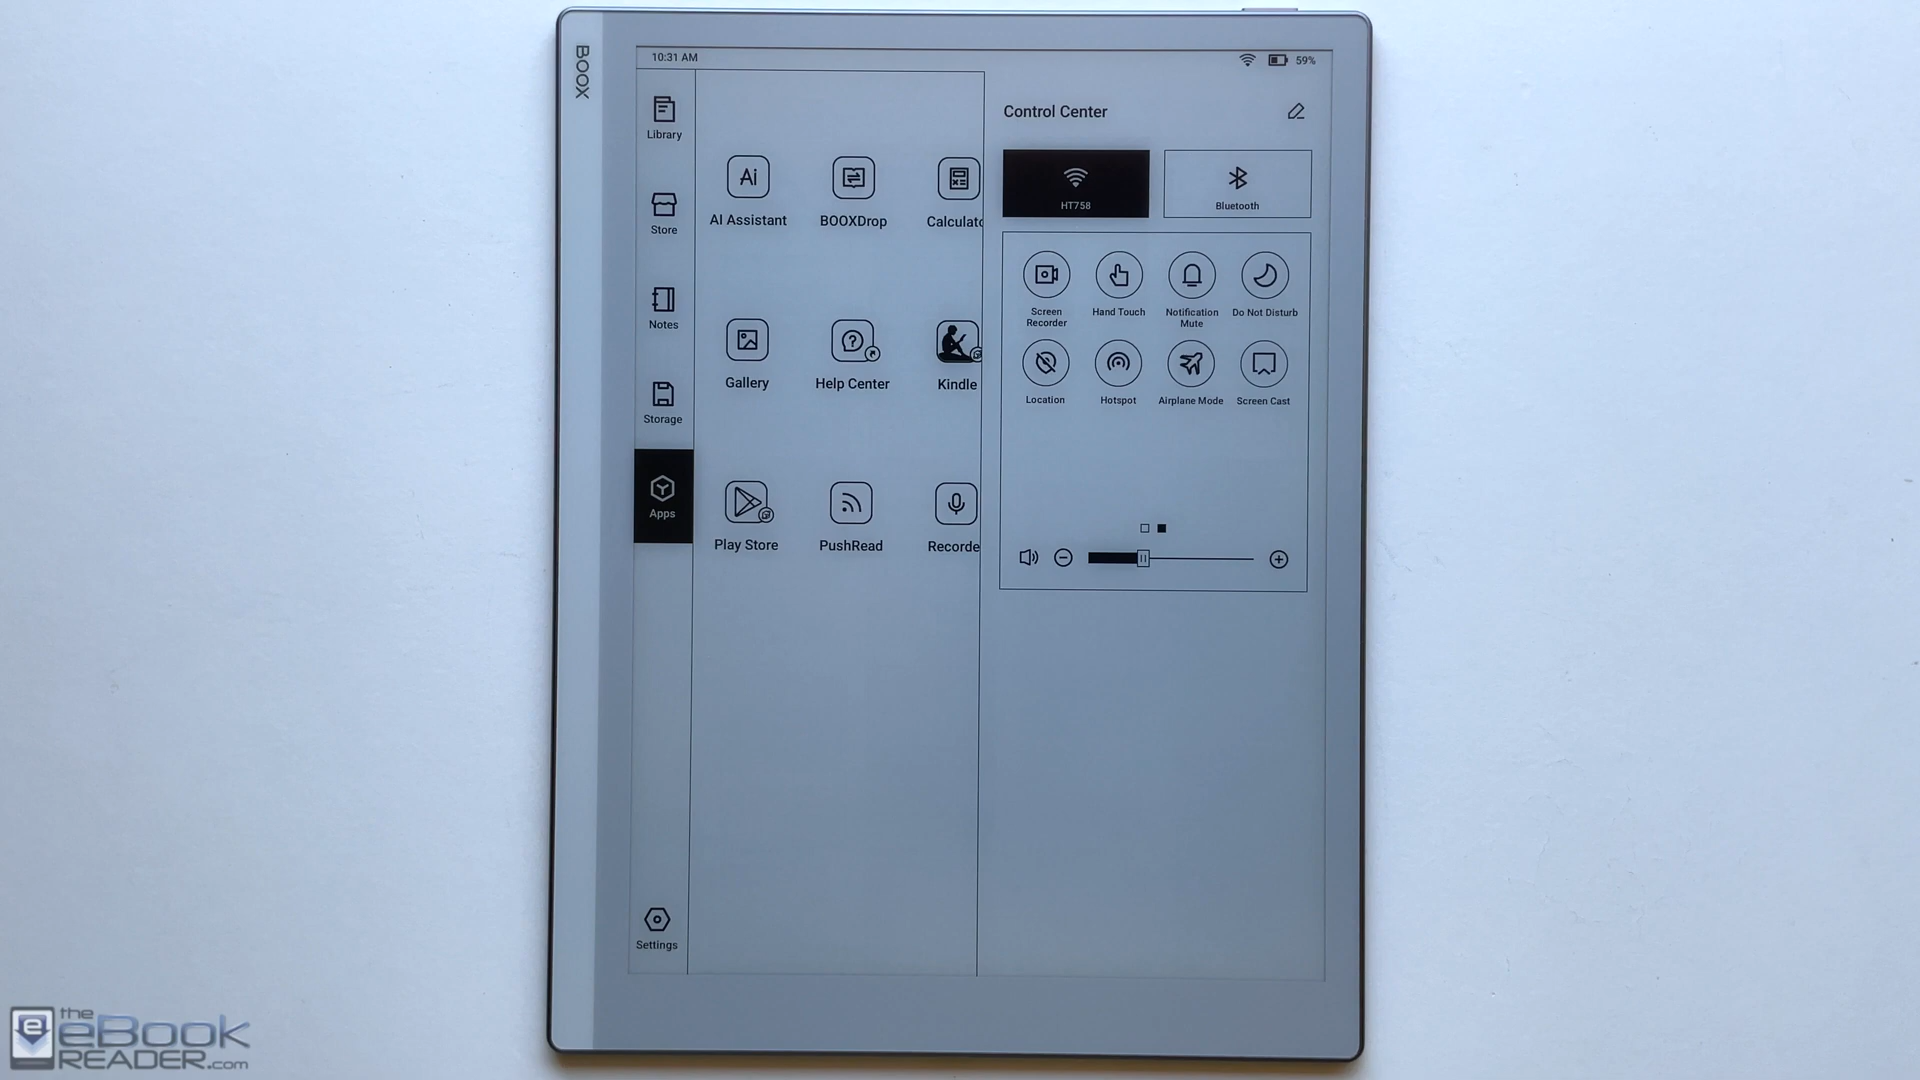 BOOX
10:31 AM
59%
Library
Store
Notes
Storage
Apps
Settings
Ai
AI Assistant
BOOXDrop
Calculato
Gallery
Help Center
Kindle
Play Store
PushRead
Recorde
Control Center
HT758
Bluetooth
Screen
Recorder
Hand Touch
Notification
Mute
Do Not Disturb
Location
Hotspot
Airplane Mode
Screen Cast
the
eBook
READER.com